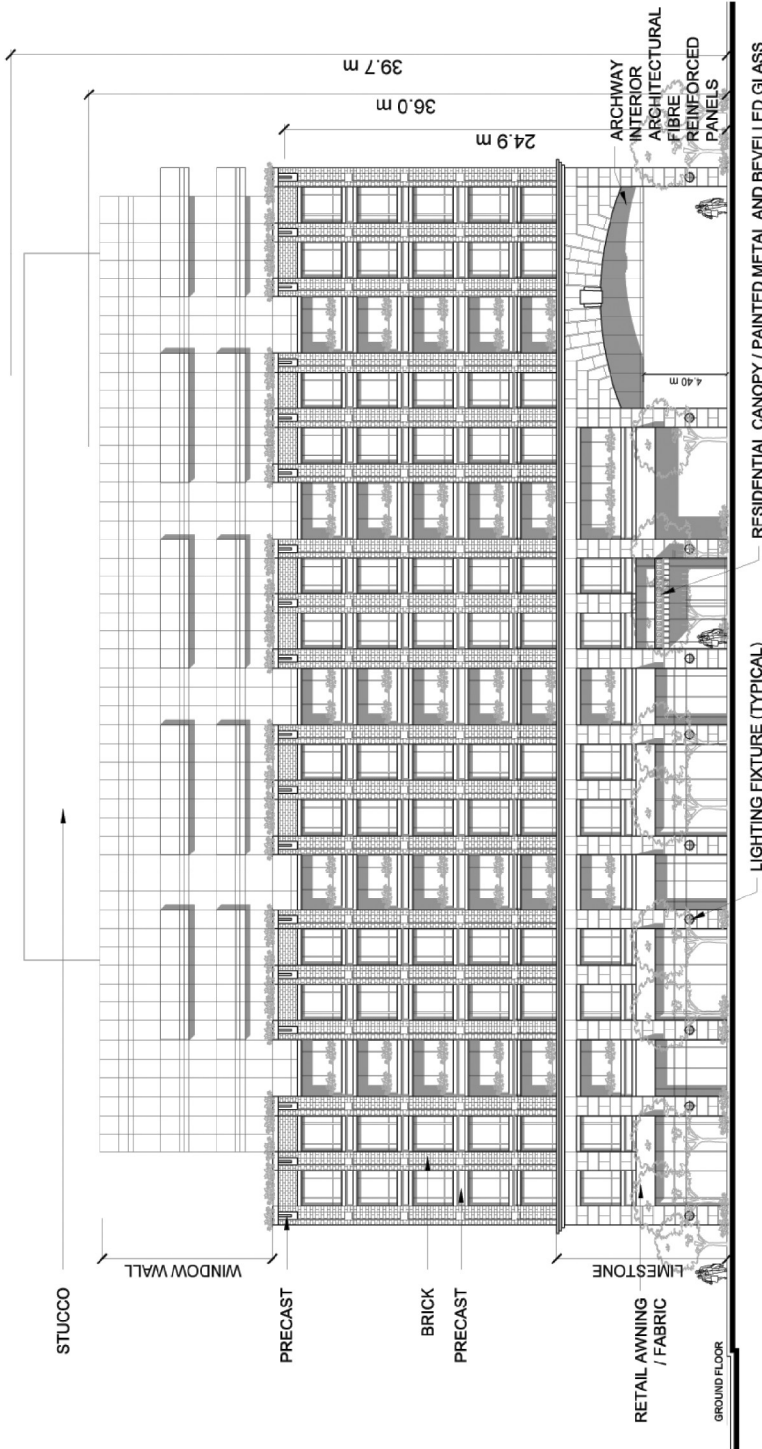 39.7 m
36.0 m
24.9 m
STUCCO
WINDOW WALL
PRECAST
BRICK
PRECAST
LIMESTONE
RETAIL AWNING
/ FABRIC
GROUND FLOOR
ARCHWAY
INTERIOR
ARCHITECTURAL
FIBRE
REINFORCED
PANELS
4.40 m
LIGHTING FIXTURE (TYPICAL)
RESIDENTIAL CANOPY / PAINTED METAL AND BEVELLED GLASS